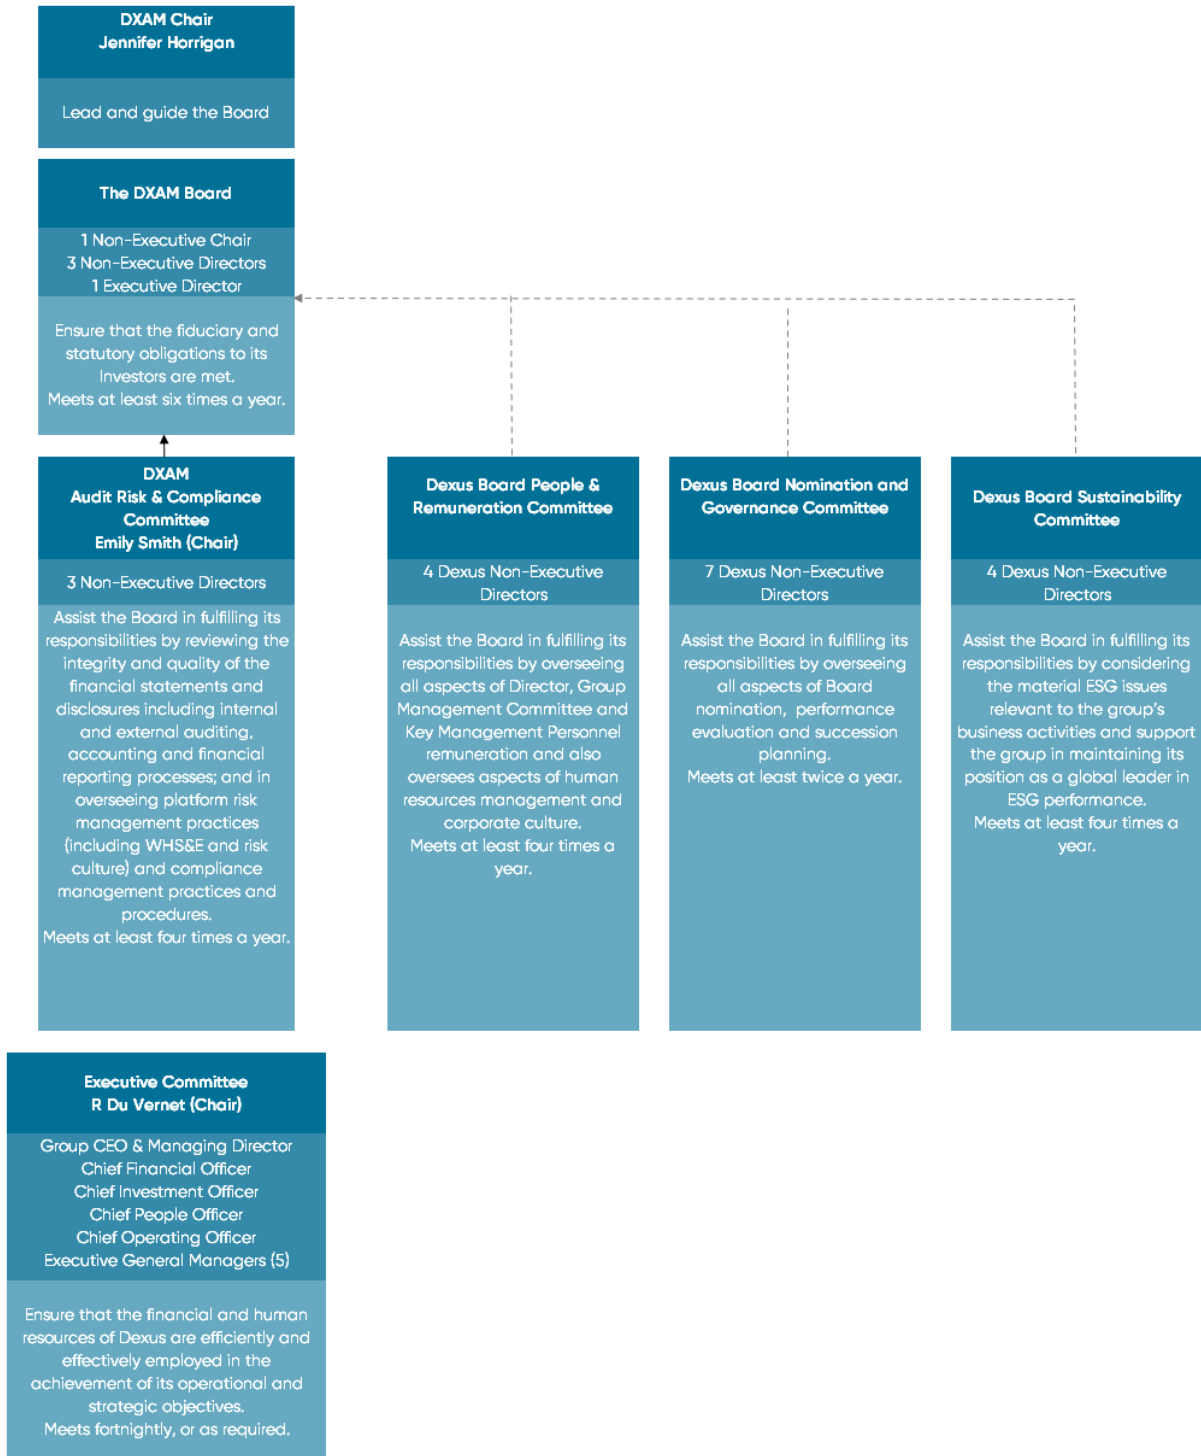 DXAM Chair
Jennifer Horrigan
Lead and guide the Board
The DXAM Board
1 Non-Executive Chair
3 Non-Executive Directors
1 Executive Director
Ensure that the fiduciary and
statutory obligations to its
Investors are met.
Meets at least six times a year.
DXAM
Audit Risk & Compliance
Committee
Emily Smith (Chair)
3 Non-Executive Directors
Assist the Board in fulfilling its
responsibilities by reviewing the
integrity and quality of the
financial statements and
disclosures including internal
and external auditing,
accounting and financial
reporting processes; and in
overseeing platform risk
management practices
(including WHS&E and risk
culture) and compliance
management practices and
procedures.
Meets at least four times a year.
Dexus Board People &
Remuneration Committee
4 Dexus Non-Executive
Directors
Assist the Board in fulfilling its
responsibilities by overseeing
all aspects of Director, Group
Management Committee and
Key Management Personnel
remuneration and also
oversees aspects of human
resources management and
corporate culture.
Meets at least four times a
year.
Dexus Board Nomination and
Governance Committee
7 Dexus Non-Executive
Directors
Assist the Board in fulfilling its
responsibilities by overseeing
all aspects of Board
nomination, performance
evaluation and succession
planning.
Meets at least twice a year.
Dexus Board Sustainability
Committee
4 Dexus Non-Executive
Directors
Assist the Board in fulfilling its
responsibilities by considering
the material ESG issues
relevant to the group's
business activities and support
the group in maintaining its
position as a global leader in
ESG performance.
Meets at least four times a
year.
Executive Committee
R Du Vernet (Chair)
Group CEO & Managing Director
Chief Financial Officer
Chief Investment Officer
Chief People Officer
Chief Operating Officer
Executive General Managers (5)
Ensure that the financial and human
resources of Dexus are efficiently and
effectively employed in the
achievement of its operational and
strategic objectives.
Meets fortnightly, or as required.